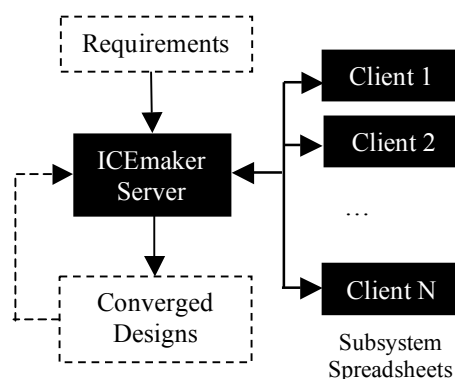 Requirements
ICEmaker
Server
Converged
Designs
Client 1
Client 2
...
Client N
Subsystem
Spreadsheets